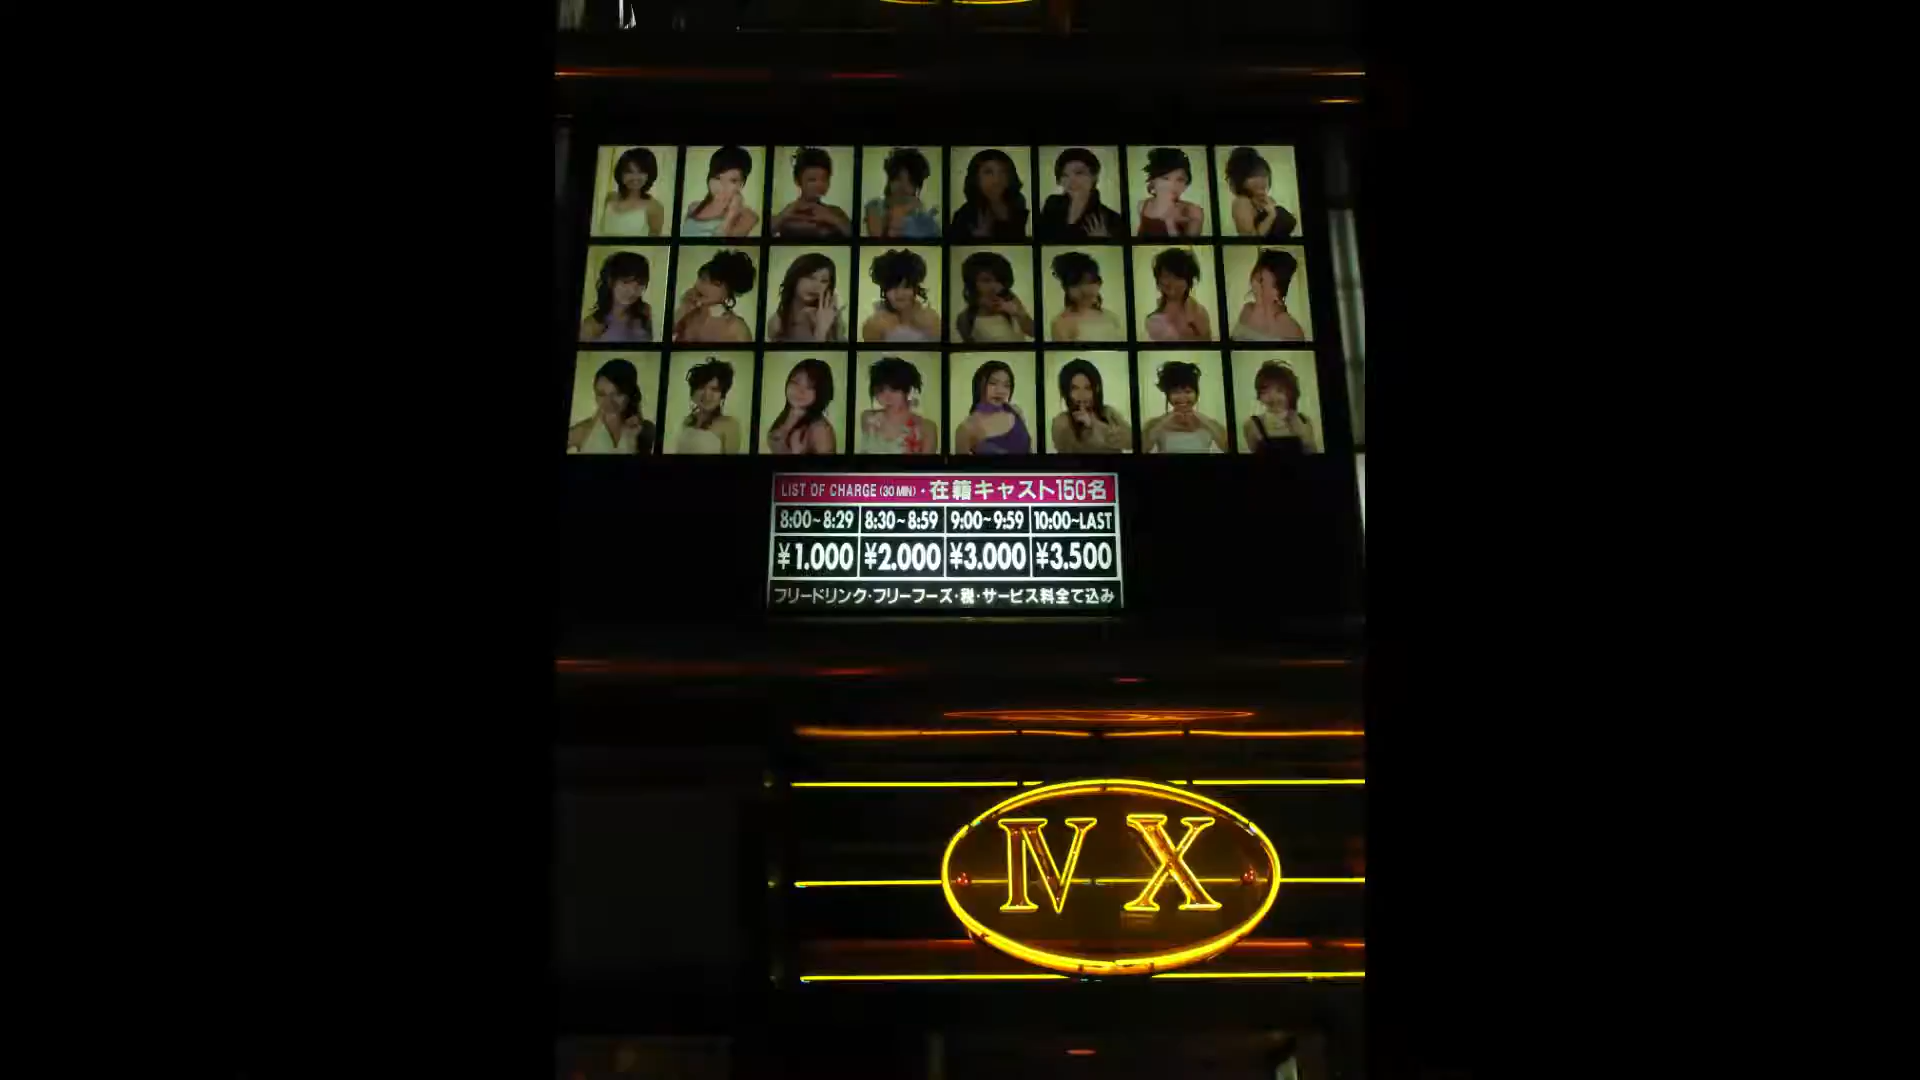 LIST OF CHARGE (30 MIN)・在籍キャスト150名
8:00~8:29 8:30~8:59 9:00~9:59 10:00~LAST
¥1.000 ¥2.000 ¥3.000 ¥3.500
フリードリンク・フリーフーズ・税・サービス料全て込み
IV X